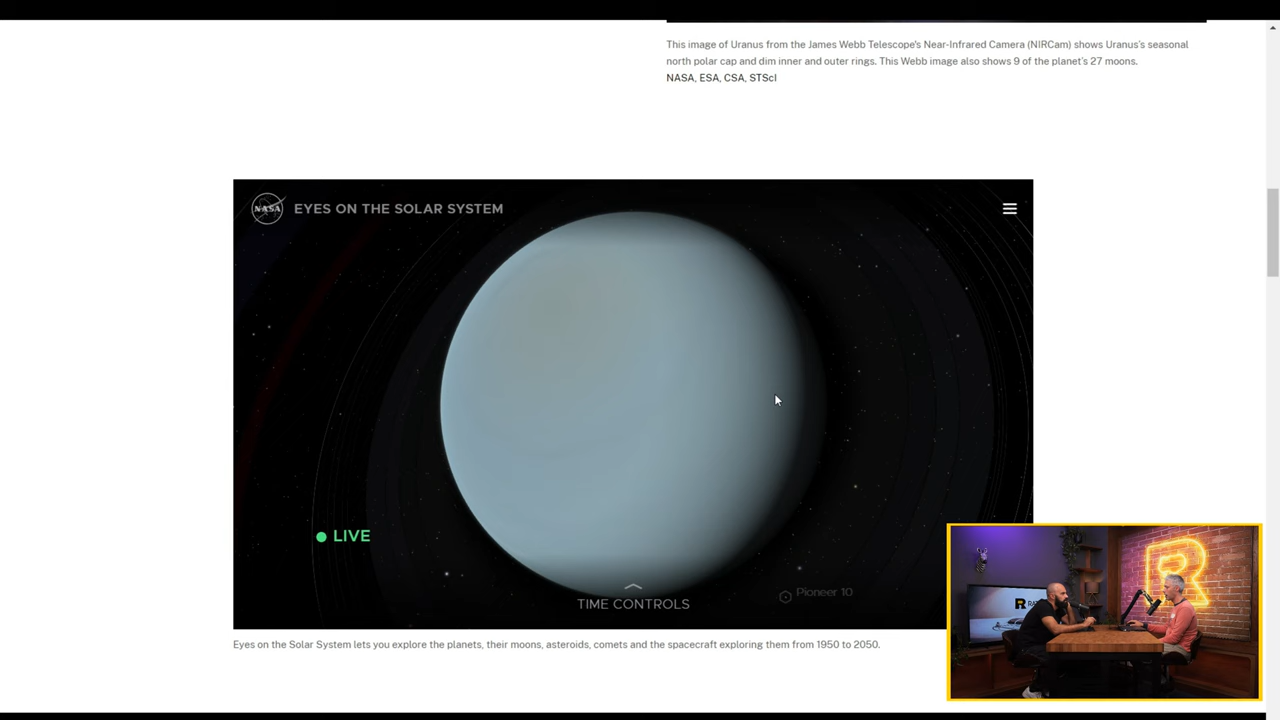 This image of Uranus from the James Webb Telescope's Near-Infrared Camera (NIRCam) shows Uranus's seasonal
north polar cap and dim inner and outer rings. This Webb image also shows 9 of the planet's 27 moons.
NASA, ESA, CSA, STScI
NASA
EYES ON THE SOLAR SYSTEM
LIVE
Pioneer 10
TIME CONTROLS
Eyes on the Solar System lets you explore the planets, their moons, asteroids, comets and the spacecraft exploring them from 1950 to 2050.
R